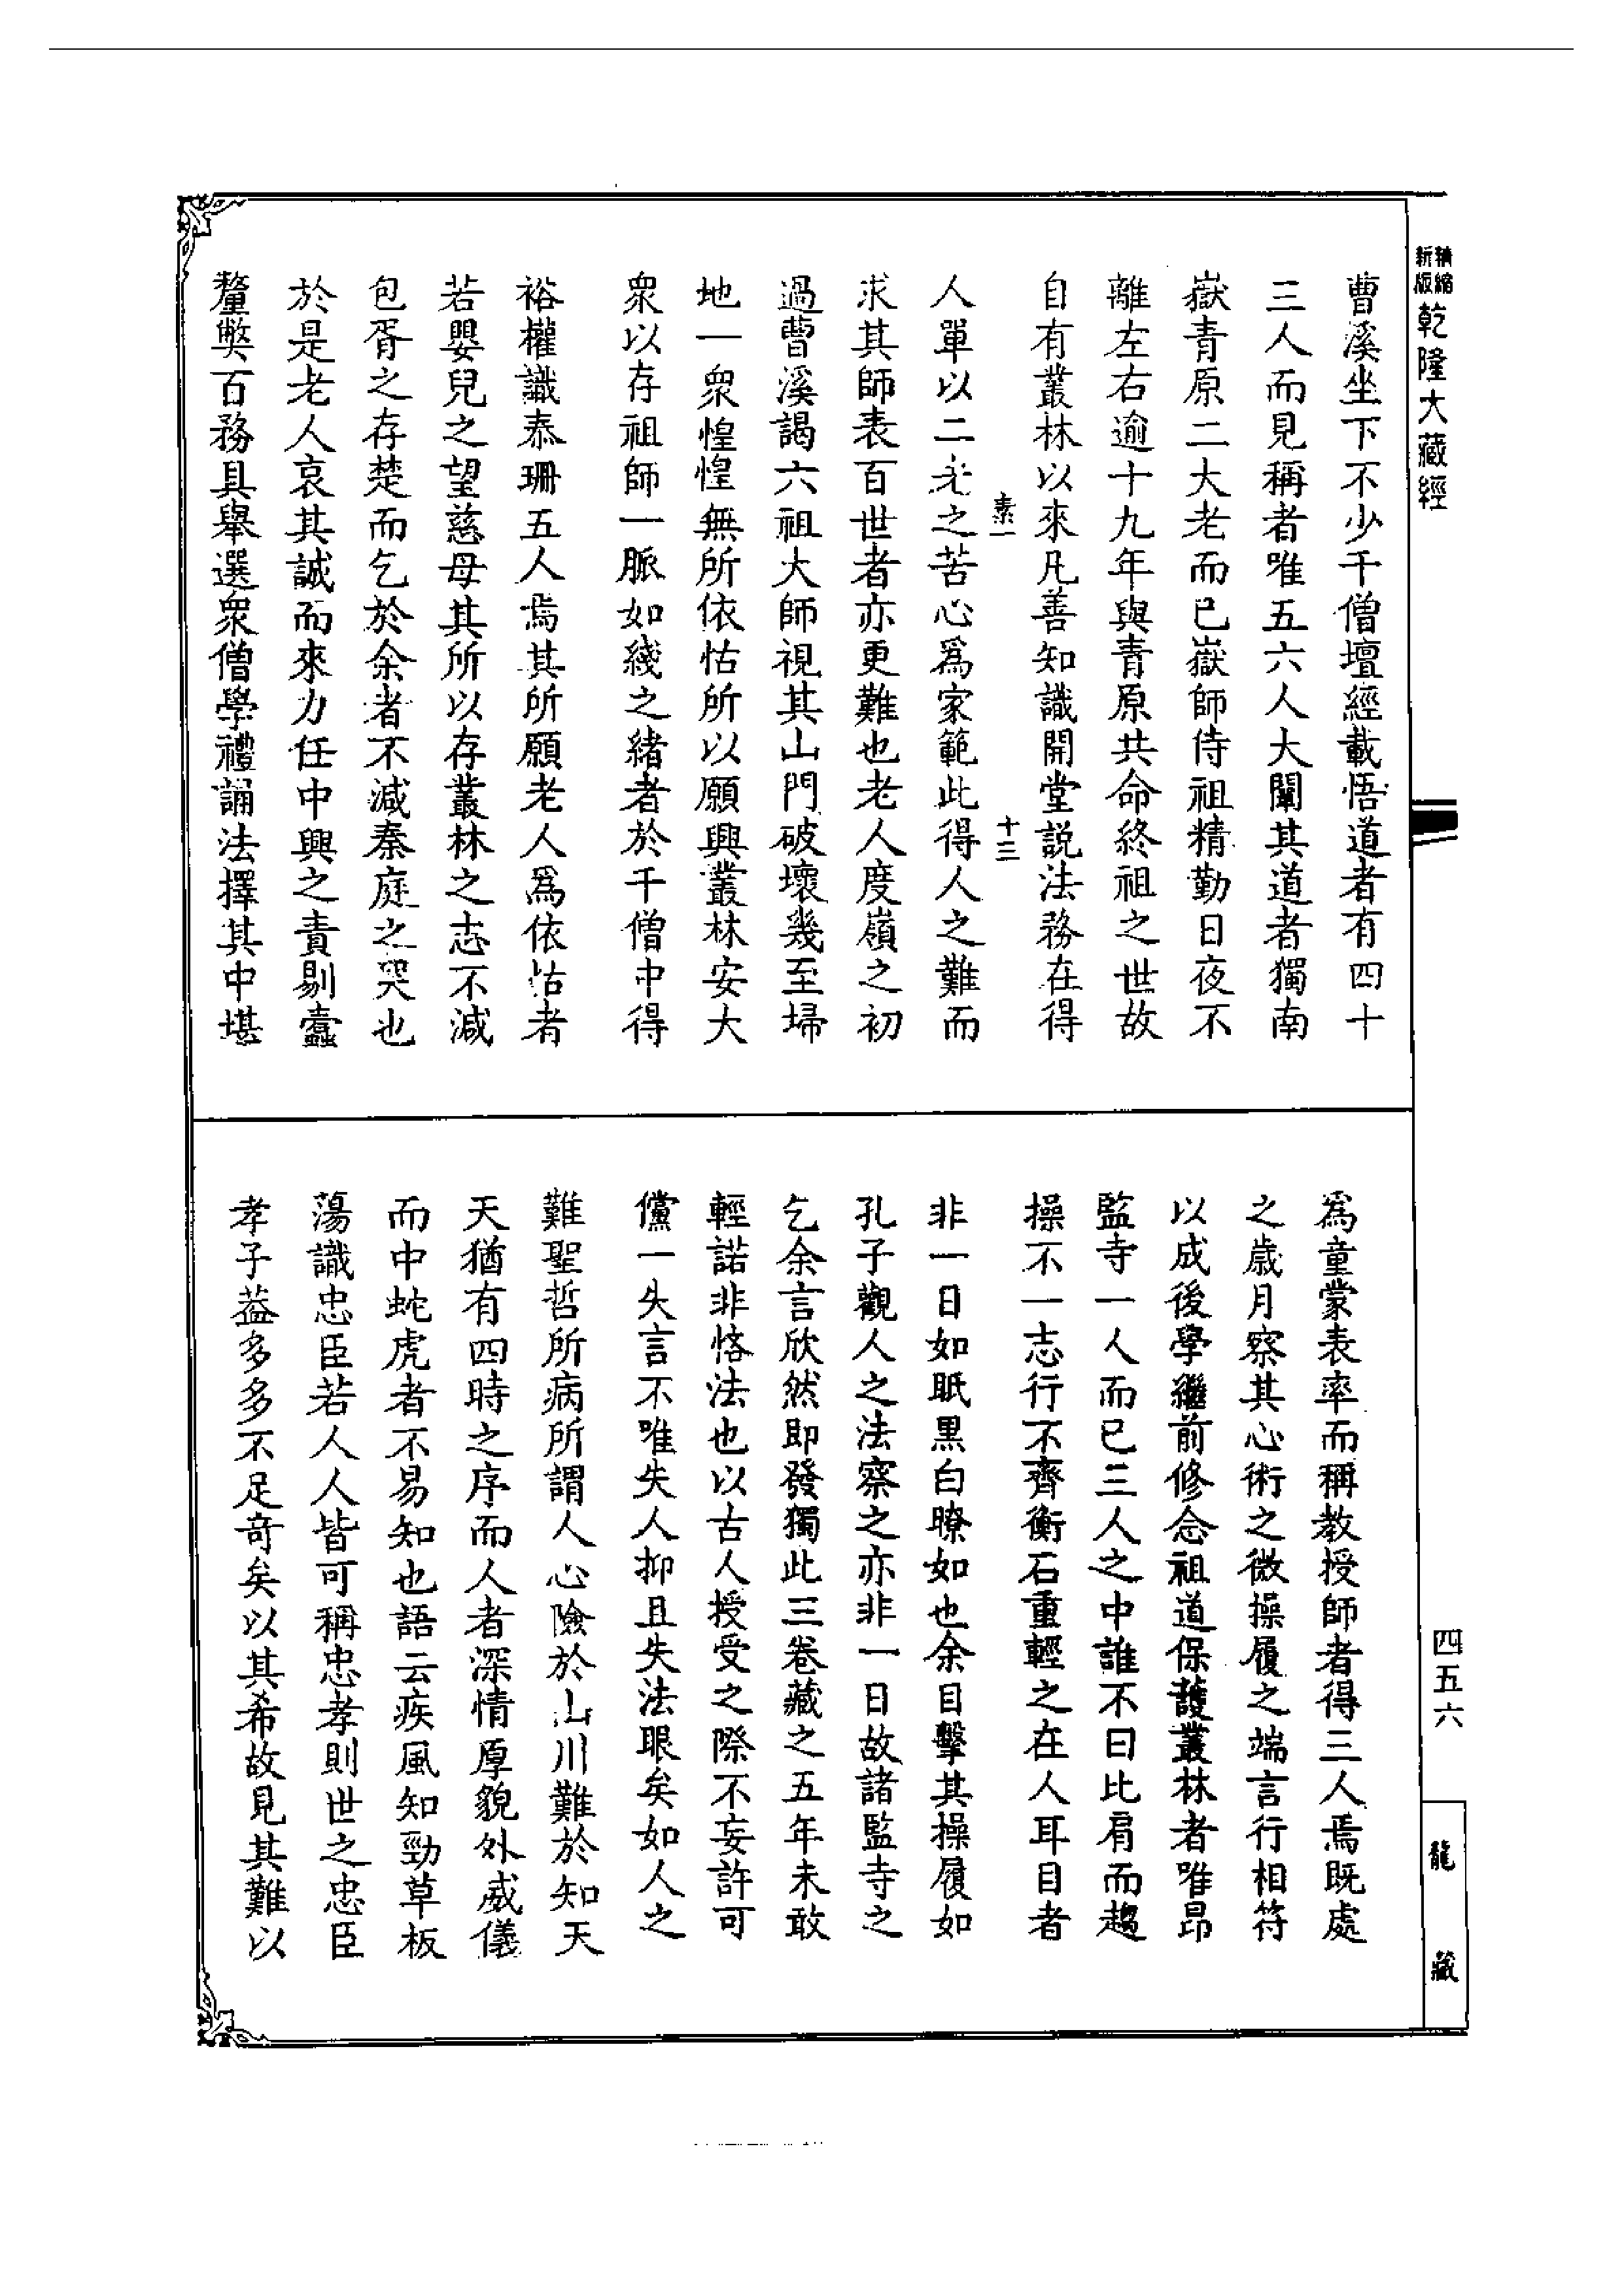 精縮
新版
乾隆大藏經
曹溪坐下不少千僧壇經載悟道者有四十
三人而見稱者唯五六人大闡其道者獨南
嶽青原二大老而已嶽師侍祖精勤日夜不
離左右逾十九年與青原共命終祖之世故
自有叢林以來凡善知識開堂説法務在得
素一
十三
人單以二老之苦心爲家範此得人之難而
求其師表百世者亦更難也老人度嶺之初
過曹溪謁六祖大師視其山門破壞幾至埽
地一衆惶惶無所依怙所以願興叢林安大
衆以存祖師一脈如綫之緒者於千僧中得
裕權識泰珊五人焉其所願老人爲依怙者
若嬰兒之望慈母其所以存叢林之志不減
包胥之存楚而乞於余者不減秦庭之哭也
於是老人哀其誠而來力任中興之責剔蠹
釐獘百務具舉選衆僧學禮誦法擇其中堪
爲童蒙表率而稱教授師者得三人焉既處
之歲月察其心術之微操履之端言行相符
以成後學繼前修念祖道保護叢林者唯昂
監寺一人而已三人之中誰不曰比肩而趨
操不一志行不齊衡石重輕之在人耳目者
非一日如眂黑白暸如也余目擊其操履如
孔子觀人之法察之亦非一日故諸監寺之
乞余言欣然即發獨此三卷藏之五年未敢
輕諾非悋法也以古人授受之際不妄許可
儻一失言不唯失人抑且失法眼矣如人之
難聖哲所病所謂人心險於山川難於知天
天猶有四時之序而人者深情厚貌外威儀
而中蛇虎者不易知也語云疾風知勁草板
蕩識忠臣若人人皆可稱忠孝則世之忠臣
孝子葢多多不足奇矣以其希故見其難以
四五六
龍藏